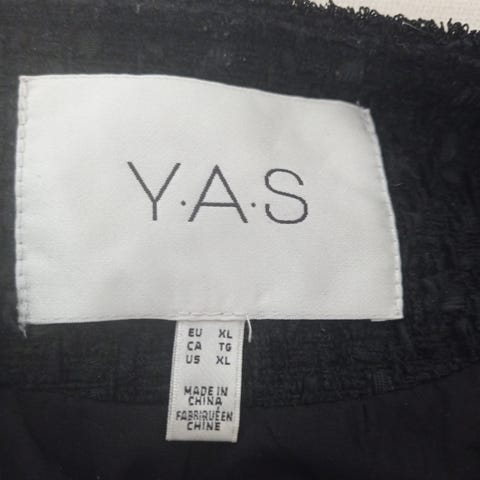 Y.A.S
EU XL
CA TG
US XL
MADE IN
CHINA
FABRIQUÉ EN
CHINE